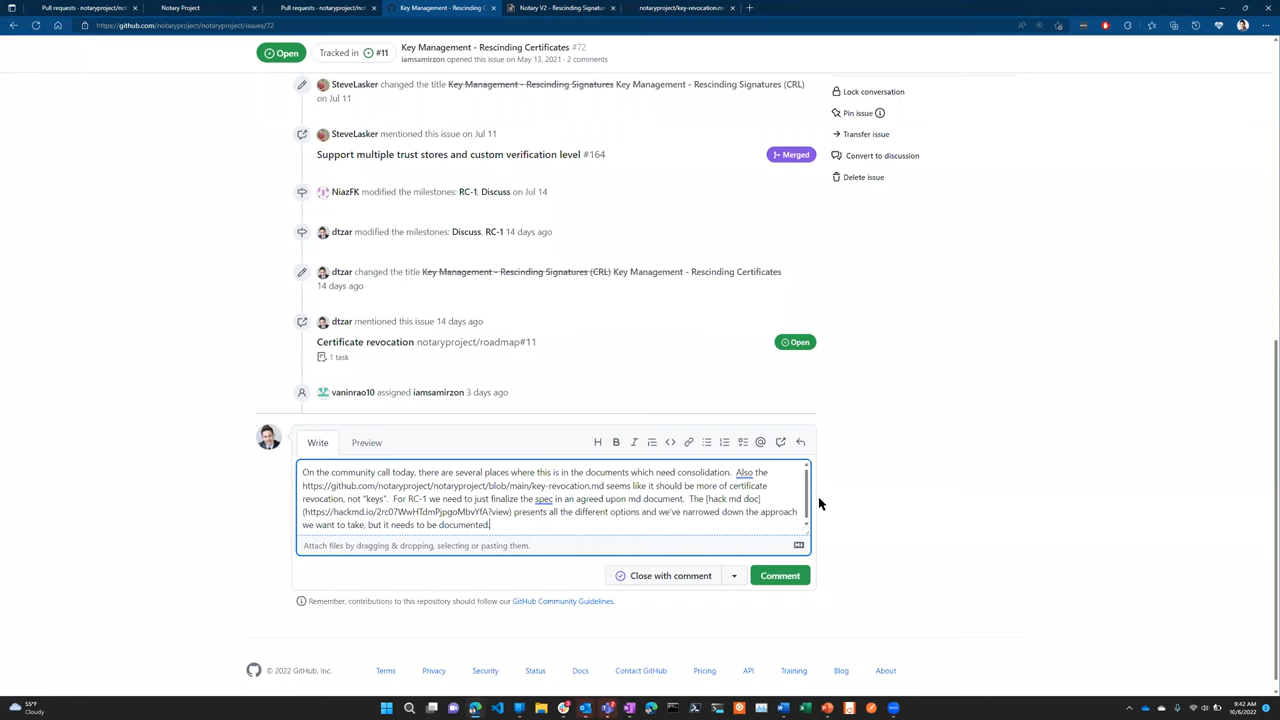 Pull requests · notaryproject/not
Notary Project
Pull requests · notaryproject/not
Key Management - Rescinding C
Notary V2 - Rescinding Signature
notaryproject/key-revocation.md
https://github.com/notaryproject/notaryproject/issues/72
Open
Tracked in #11
Key Management - Rescinding Certificates #72
iamsamirzon opened this issue on May 13, 2021 · 2 comments
SteveLasker changed the title Key Management - Rescinding Signatures Key Management - Rescinding Signatures (CRL)
on Jul 11
Lock conversation
Pin issue
Transfer issue
Convert to discussion
Delete issue
SteveLasker mentioned this issue on Jul 11
Support multiple trust stores and custom verification level #164
Merged
NiazFK modified the milestones: RC-1, Discuss on Jul 14
dtzar modified the milestones: Discuss, RC-1 14 days ago
dtzar changed the title Key Management - Rescinding Signatures (CRL) Key Management - Rescinding Certificates
14 days ago
dtzar mentioned this issue 14 days ago
Certificate revocation notaryproject/roadmap#11
Open
1 task
vaninrao10 assigned iamsamirzon 3 days ago
Write
Preview
On the community call today, there are several places where this is in the documents which need consolidation. Also the
https://github.com/notaryproject/notaryproject/blob/main/key-revocation.md seems like it should be more of certificate
revocation, not "keys". For RC-1 we need to just finalize the spec in an agreed upon md document. The [hack md doc]
(https://hackmd.io/2rc07WwHTdmPjpgoMbvYfA?view) presents all the different options and we've narrowed down the approach
we want to take, but it needs to be documented.
Attach files by dragging & dropping, selecting or pasting them.
Close with comment
Comment
Remember, contributions to this repository should follow our GitHub Community Guidelines.
© 2022 GitHub, Inc.
Terms
Privacy
Security
Status
Docs
Contact GitHub
Pricing
API
Training
Blog
About
55°F
Cloudy
9:42 AM
10/6/2022